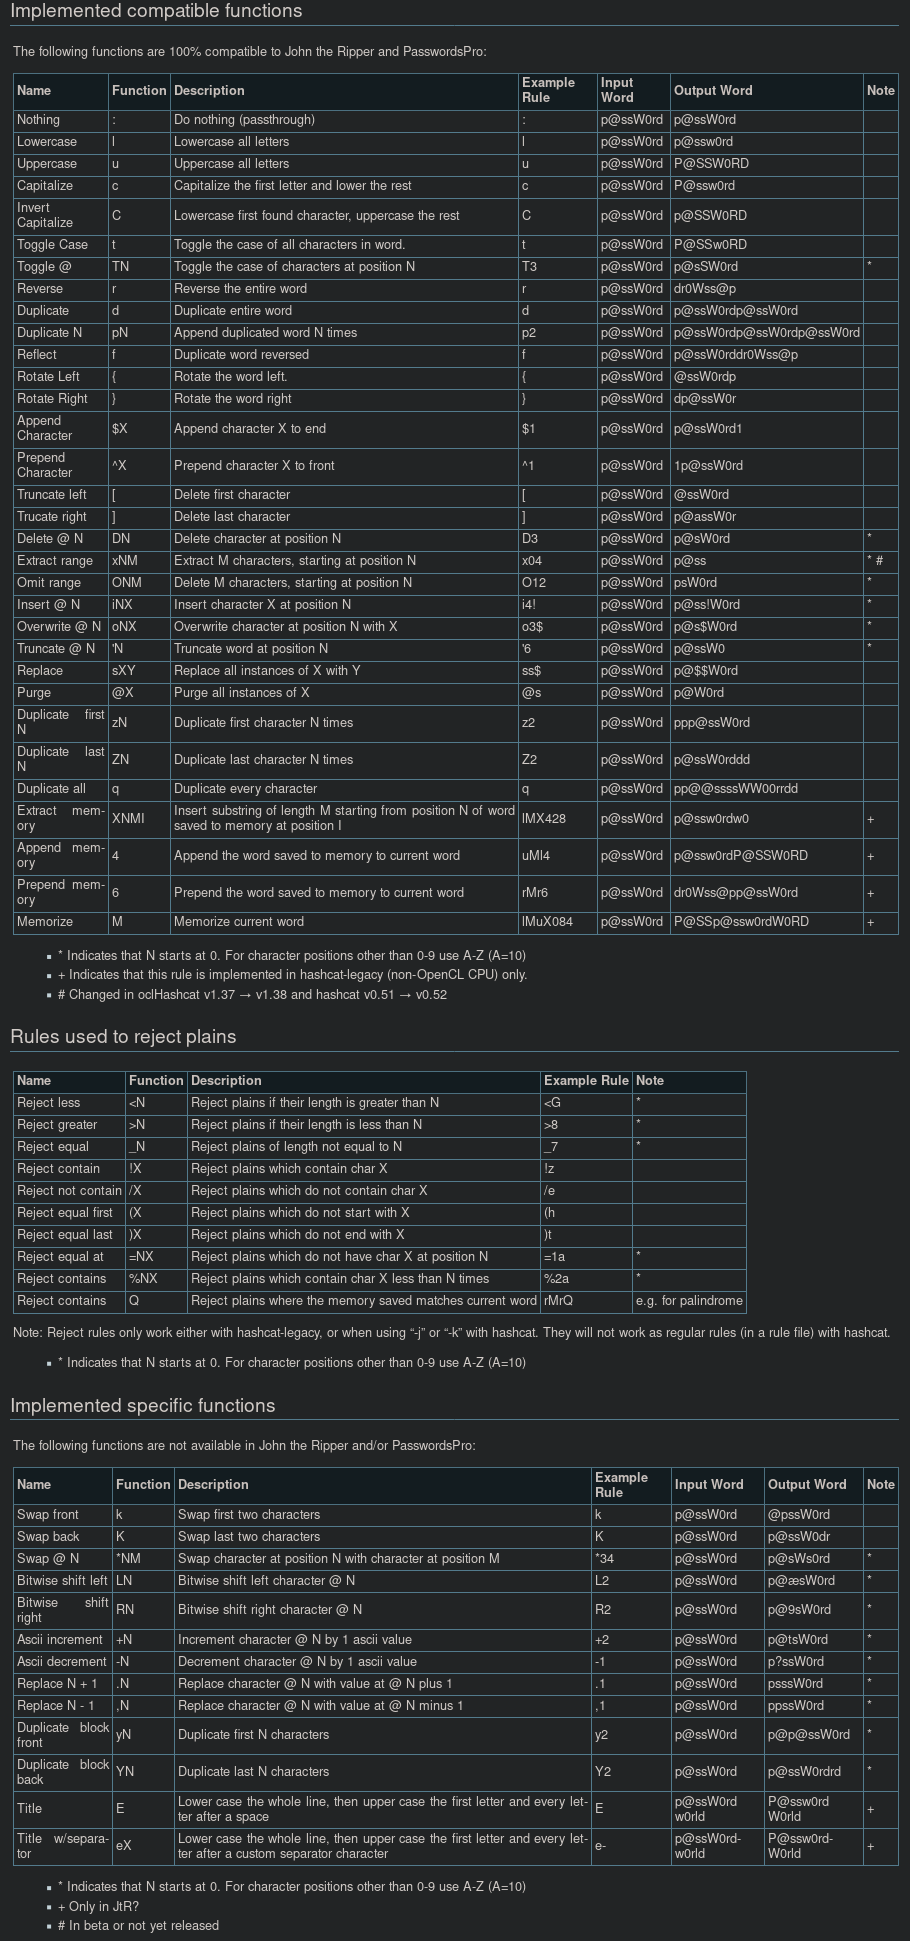 Implemented compatible functions
The following functions are 100% compatible to John the Ripper and PasswordsPro:
Name Function Description Example Rule Input Word Output Word Note
Nothing : Do nothing (passthrough) : p@ssW0rd p@ssW0rd
Lowercase l Lowercase all letters l p@ssW0rd p@ssw0rd
Uppercase u Uppercase all letters u p@ssW0rd P@SSW0RD
Capitalize c Capitalize the first letter and lower the rest c p@ssW0rd P@ssw0rd
Invert Capitalize C Lowercase first found character, uppercase the rest C p@ssW0rd p@SSW0RD
Toggle Case t Toggle the case of all characters in word. t p@ssW0rd P@SSw0RD
Toggle @ TN Toggle the case of characters at position N T3 p@ssW0rd p@sSW0rd *
Reverse r Reverse the entire word r p@ssW0rd dr0Wss@p
Duplicate d Duplicate entire word d p@ssW0rd p@ssW0rdp@ssW0rd
Duplicate N pN Append duplicated word N times p2 p@ssW0rd p@ssW0rdp@ssW0rdp@ssW0rd
Reflect f Duplicate word reversed f p@ssW0rd p@ssW0rddr0Wss@p
Rotate Left { Rotate the word left. { p@ssW0rd @ssW0rdp
Rotate Right } Rotate the word right } p@ssW0rd dp@ssW0r
Append Character $X Append character X to end $1 p@ssW0rd p@ssW0rd1
Prepend Character ^X Prepend character X to front ^1 p@ssW0rd 1p@ssW0rd
Truncate left [ Delete first character [ p@ssW0rd @ssW0rd
Trucate right ] Delete last character ] p@ssW0rd p@assW0r
Delete @ N DN Delete character at position N D3 p@ssW0rd p@sW0rd *
Extract range xNM Extract M characters, starting at position N x04 p@ssW0rd p@ss * #
Omit range ONM Delete M characters, starting at position N O12 p@ssW0rd psW0rd *
Insert @ N iNX Insert character X at position N i4! p@ssW0rd p@ss!W0rd *
Overwrite @ N oNX Overwrite character at position N with X o3$ p@ssW0rd p@s$W0rd *
Truncate @ N 'N Truncate word at position N '6 p@ssW0rd p@ssW0 *
Replace sXY Replace all instances of X with Y ss$ p@ssW0rd p@$$W0rd
Purge @X Purge all instances of X @s p@ssW0rd p@W0rd
Duplicate first N zN Duplicate first character N times z2 p@ssW0rd ppp@ssW0rd
Duplicate last N ZN Duplicate last character N times Z2 p@ssW0rd p@ssW0rddd
Duplicate all q Duplicate every character q p@ssW0rd pp@@ssssWW00rrdd
Extract mem-
ory XNMI Insert substring of length M starting from position N of word
saved to memory at position I lMX428 p@ssW0rd p@ssw0rdw0 +
Append mem-
ory 4 Append the word saved to memory to current word uMl4 p@ssW0rd p@ssw0rdP@SSW0RD +
Prepend mem-
ory 6 Prepend the word saved to memory to current word rMr6 p@ssW0rd dr0Wss@pp@ssW0rd +
Memorize M Memorize current word lMuX084 p@ssW0rd P@SSp@ssw0rdW0RD +
▪ * Indicates that N starts at 0. For character positions other than 0-9 use A-Z (A=10)
▪ + Indicates that this rule is implemented in hashcat-legacy (non-OpenCL CPU) only.
▪ # Changed in oclHashcat v1.37 → v1.38 and hashcat v0.51 → v0.52
Rules used to reject plains
Name Function Description Example Rule Note
Reject less <N Reject plains if their length is greater than N <G *
Reject greater >N Reject plains if their length is less than N >8 *
Reject equal _N Reject plains of length not equal to N _7 *
Reject contain !X Reject plains which contain char X !z
Reject not contain /X Reject plains which do not contain char X /e
Reject equal first (X Reject plains which do not start with X (h
Reject equal last )X Reject plains which do not end with X )t
Reject equal at =NX Reject plains which do not have char X at position N =1a *
Reject contains %NX Reject plains which contain char X less than N times %2a *
Reject contains Q Reject plains where the memory saved matches current word rMrQ e.g. for palindrome
Note: Reject rules only work either with hashcat-legacy, or when using “-j” or “-k” with hashcat. They will not work as regular rules (in a rule file) with hashcat.
▪ * Indicates that N starts at 0. For character positions other than 0-9 use A-Z (A=10)
Implemented specific functions
The following functions are not available in John the Ripper and/or PasswordsPro:
Name Function Description Example Rule Input Word Output Word Note
Swap front k Swap first two characters k p@ssW0rd @pssW0rd
Swap back K Swap last two characters K p@ssW0rd p@ssW0dr
Swap @ N *NM Swap character at position N with character at position M *34 p@ssW0rd p@sWs0rd *
Bitwise shift left LN Bitwise shift left character @ N L2 p@ssW0rd p@æsW0rd *
Bitwise shift right RN Bitwise shift right character @ N R2 p@ssW0rd p@9sW0rd *
Ascii increment +N Increment character @ N by 1 ascii value +2 p@ssW0rd p@tsW0rd *
Ascii decrement -N Decrement character @ N by 1 ascii value -1 p@ssW0rd p?ssW0rd *
Replace N + 1 .N Replace character @ N with value at @ N plus 1 .1 p@ssW0rd psssW0rd *
Replace N - 1 ,N Replace character @ N with value at @ N minus 1 ,1 p@ssW0rd ppssW0rd *
Duplicate block front yN Duplicate first N characters y2 p@ssW0rd p@p@ssW0rd *
Duplicate block back YN Duplicate last N characters Y2 p@ssW0rd p@ssW0rdrd *
Title E Lower case the whole line, then upper case the first letter and every let-
ter after a space E p@ssW0rd w0rld P@ssw0rd W0rld +
Title w/separa-
tor eX Lower case the whole line, then upper case the first letter and every let-
ter after a custom separator character e- p@ssW0rd-
w0rld P@ssw0rd-
W0rld +
▪ * Indicates that N starts at 0. For character positions other than 0-9 use A-Z (A=10)
▪ + Only in JtR?
▪ # In beta or not yet released